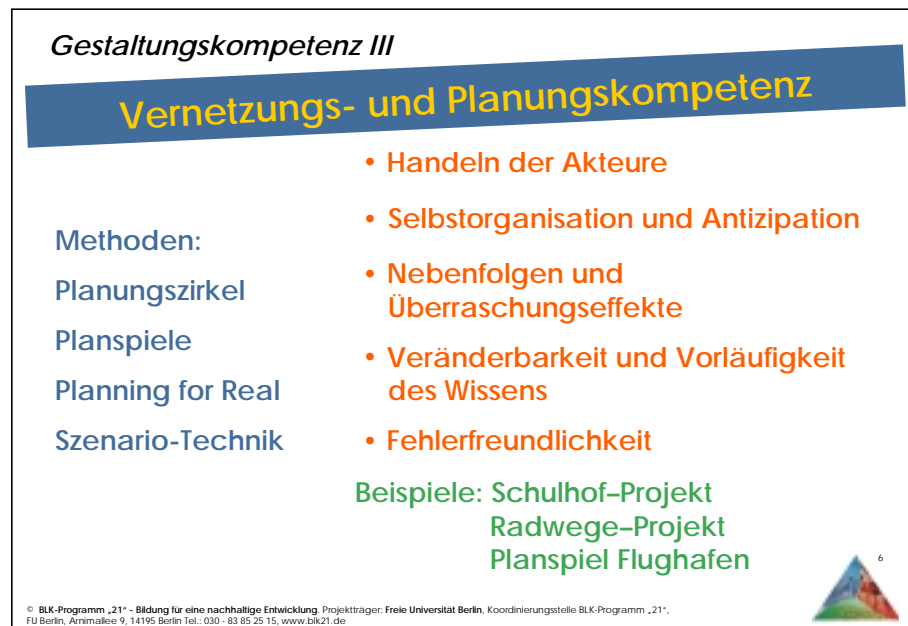 Gestaltungskompetenz III
Vernetzungs- und Planungskompetenz
• Handeln der Akteure
• Selbstorganisation und Antizipation
• Nebenfolgen und
Überraschungseffekte
• Veränderbarkeit und Vorläufigkeit
des Wissens
• Fehlerfreundlichkeit
Methoden:
Planungszirkel
Planspiele
Planning for Real
Szenario-Technik
Beispiele: Schulhof–Projekt
Radwege–Projekt
Planspiel Flughafen
6
© BLK-Programm „21" - Bildung für eine nachhaltige Entwicklung. Projektträger: Freie Universität Berlin, Koordinierungsstelle BLK-Programm „21",
FU Berlin, Arnimallee 9, 14195 Berlin Tel.: 030 - 83 85 25 15, www.blk21.de